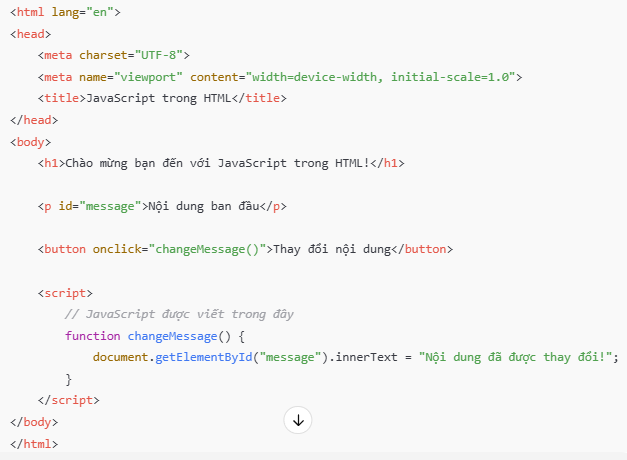 <html lang="en">
<head>
    <meta charset="UTF-8">
    <meta name="viewport" content="width=device-width, initial-scale=1.0">
    <title>JavaScript trong HTML</title>
</head>
<body>
    <h1>Chào mừng bạn đến với JavaScript trong HTML!</h1>
    <p id="message">Nội dung ban đầu</p>
    <button onclick="changeMessage()">Thay đổi nội dung</button>
    <script>
        // JavaScript được viết trong đây
        function changeMessage() {
            document.getElementById("message").innerText = "Nội dung đã được thay đổi!";
        }
    </script>
</body>
</html>